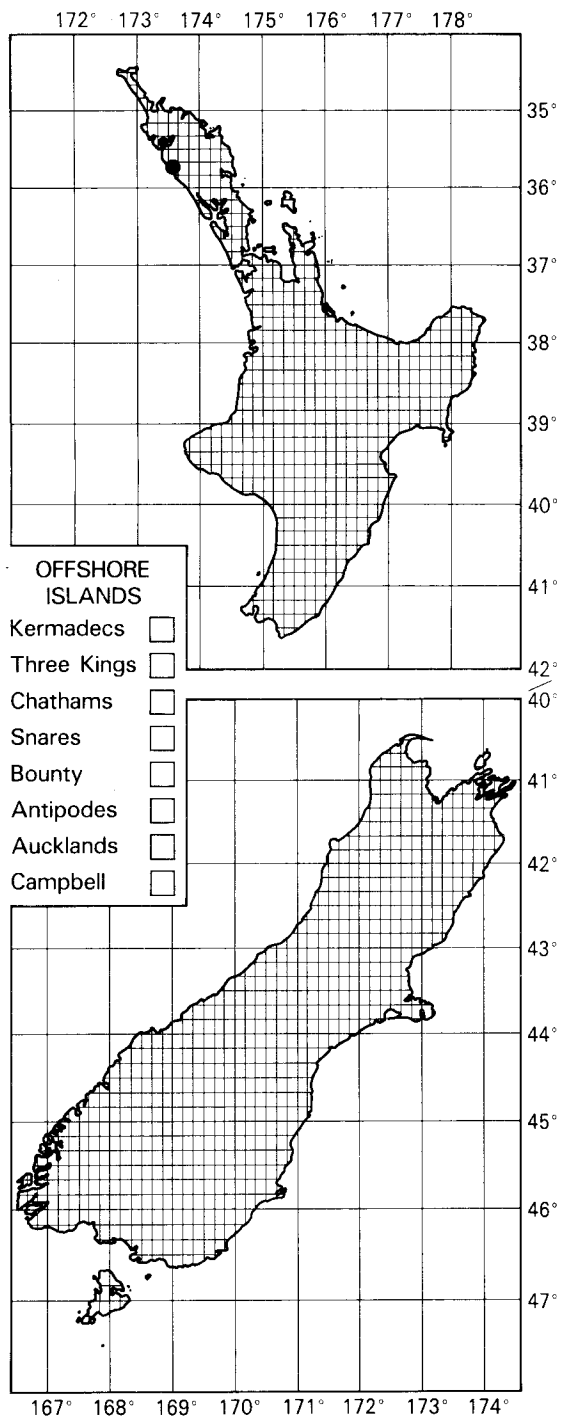 172° 173° 174° 175° 176° 177° 178°
35°
36°
37°
38°
39°
40°
41°
42°
OFFSHORE
ISLANDS
Kermadecs
Three Kings
Chathams
Snares
Bounty
Antipodes
Aucklands
Campbell
40°
41°
42°
43°
44°
45°
46°
47°
167° 168° 169° 170° 171° 172° 173° 174°